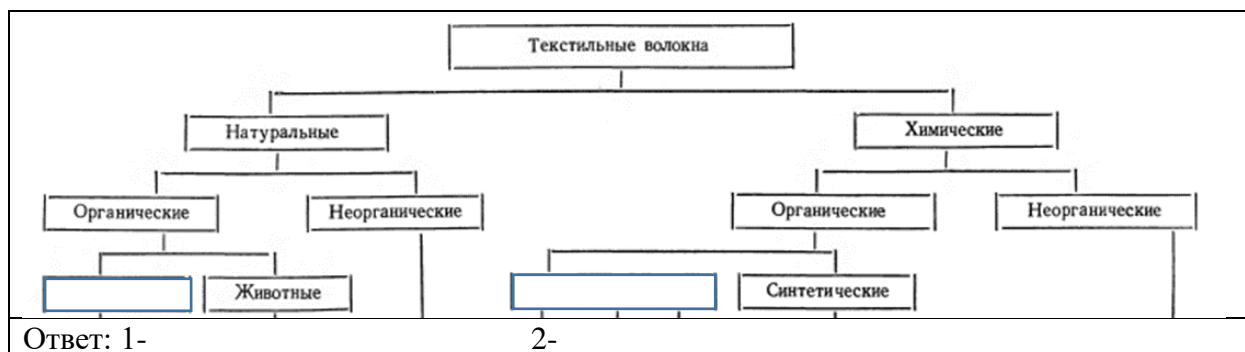 Текстильные волокна
Натуральные Химические
Органические Неорганические Органические Неорганические
Животные Синтетические
Ответ: 1- 2-